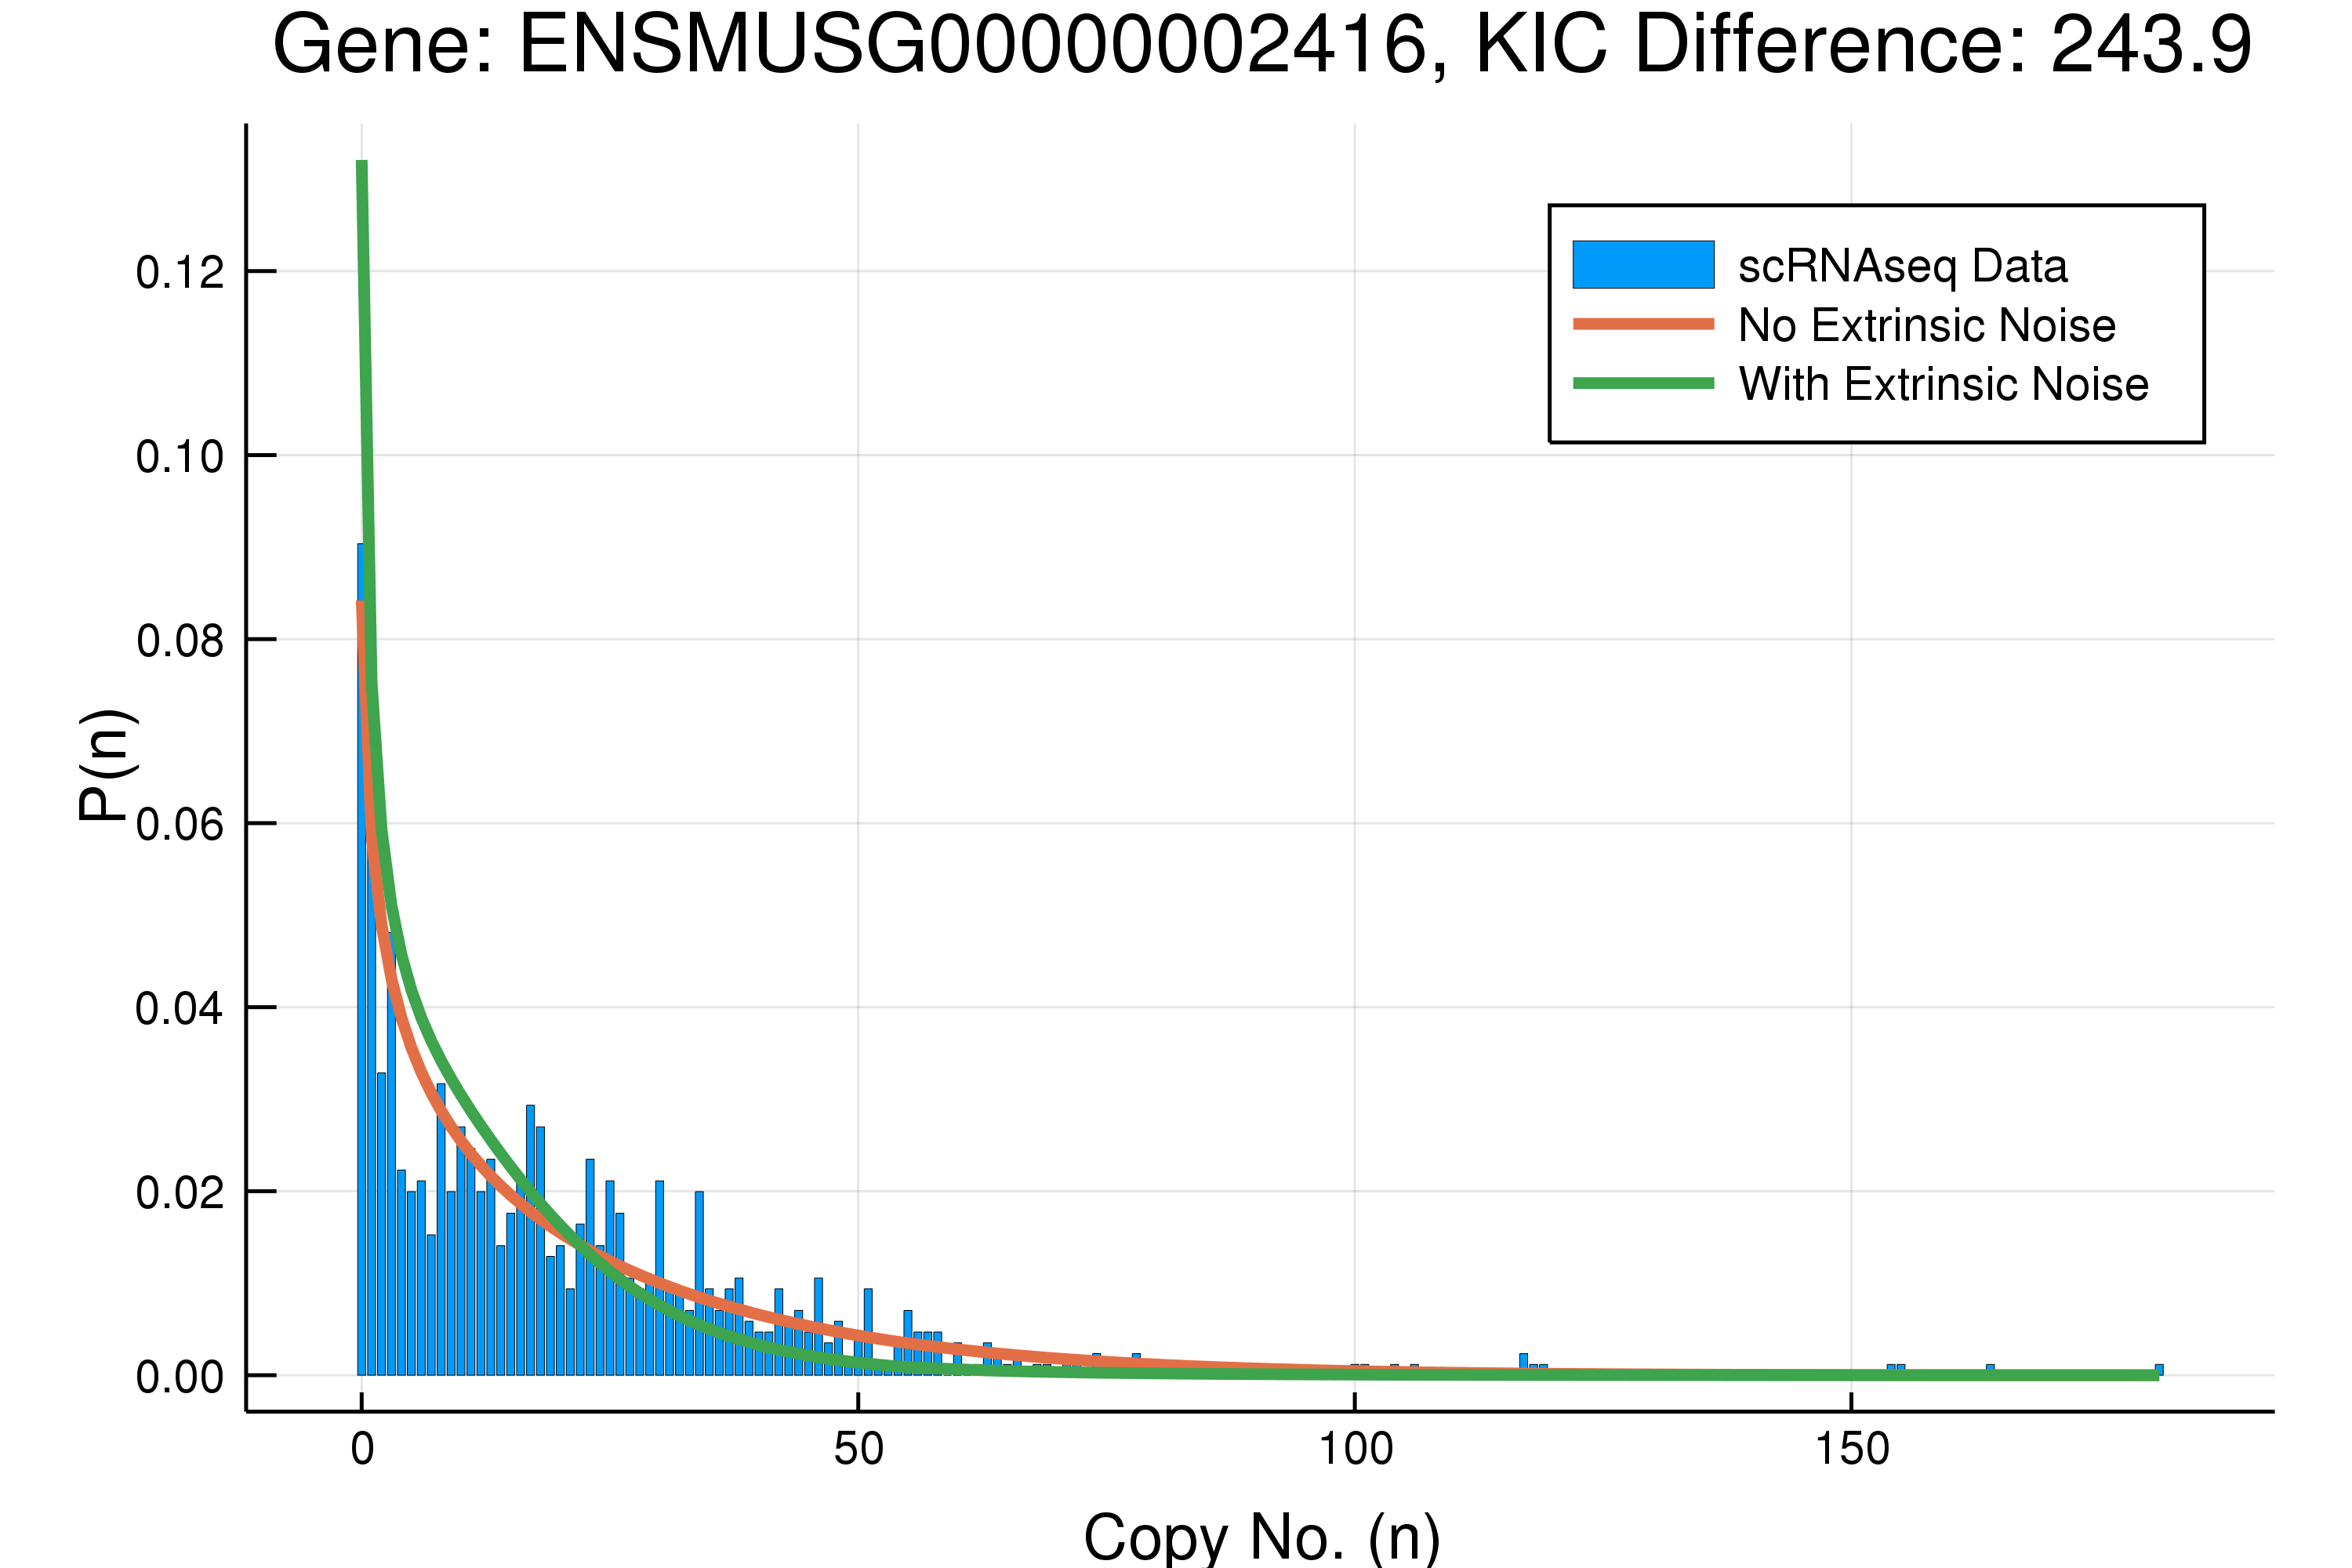 Gene: ENSMUSG00000002416, KIC Difference: 243.9
scRNAseq Data
No Extrinsic Noise
With Extrinsic Noise
P(n)
0.12
0.10
0.08
0.06
0.04
0.02
0.00
0 50 100 150
Copy No. (n)